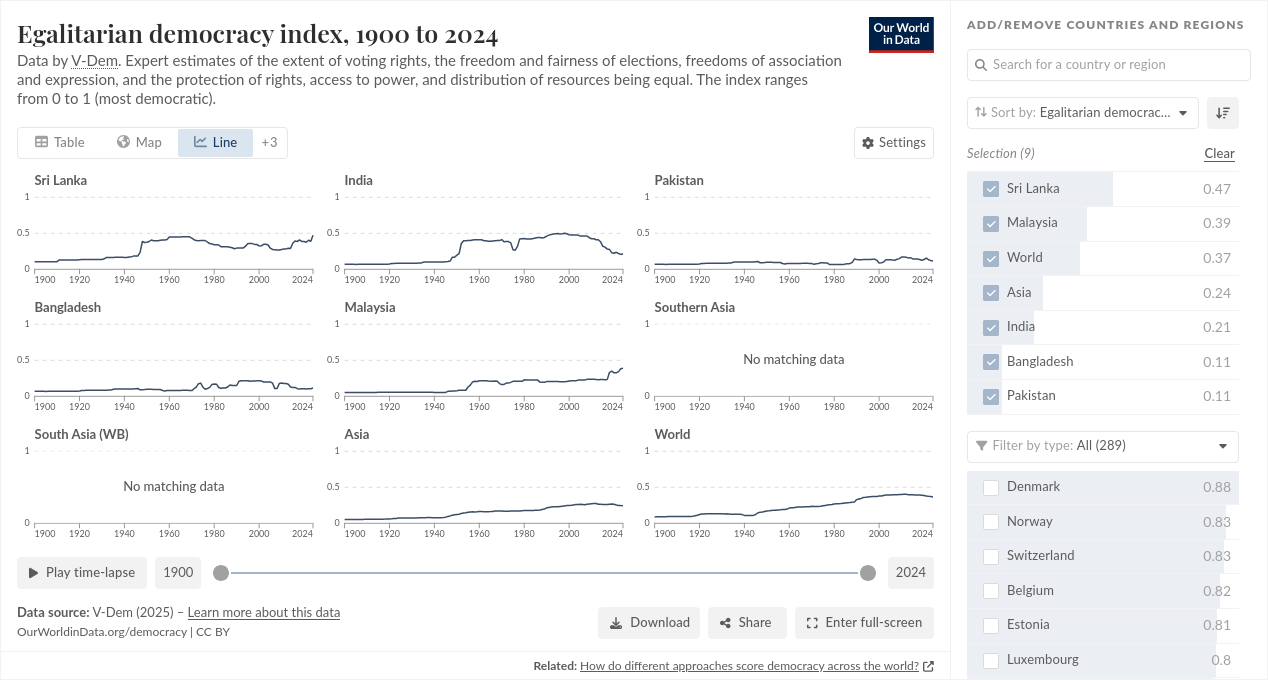 Egalitarian democracy index, 1900 to 2024
Our World
in Data
Data by V-Dem. Expert estimates of the extent of voting rights, the freedom and fairness of elections, freedoms of association
and expression, and the protection of rights, access to power, and distribution of resources being equal. The index ranges
from 0 to 1 (most democratic).
Table Map Line +3
Settings
Sri Lanka
1
0.5
0
1900 1920 1940 1960 1980 2000 2024
India
1
0.5
0
1900 1920 1940 1960 1980 2000 2024
Pakistan
1
0.5
0
1900 1920 1940 1960 1980 2000 2024
Bangladesh
1
0.5
0
1900 1920 1940 1960 1980 2000 2024
Malaysia
1
0.5
0
1900 1920 1940 1960 1980 2000 2024
Southern Asia
1
No matching data
0
1900 1920 1940 1960 1980 2000 2024
South Asia (WB)
1
No matching data
0
1900 1920 1940 1960 1980 2000 2024
Asia
1
0.5
0
1900 1920 1940 1960 1980 2000 2024
World
1
0.5
0
1900 1920 1940 1960 1980 2000 2024
Play time-lapse 1900 2024
Data source: V-Dem (2025) – Learn more about this data
OurWorldinData.org/democracy | CC BY
Download Share Enter full-screen
Related: How do different approaches score democracy across the world?
ADD/REMOVE COUNTRIES AND REGIONS
Search for a country or region
Sort by: Egalitarian democrac...
Selection (9) Clear
Sri Lanka 0.47
Malaysia 0.39
World 0.37
Asia 0.24
India 0.21
Bangladesh 0.11
Pakistan 0.11
Filter by type: All (289)
Denmark 0.88
Norway 0.83
Switzerland 0.83
Belgium 0.82
Estonia 0.81
Luxembourg 0.8